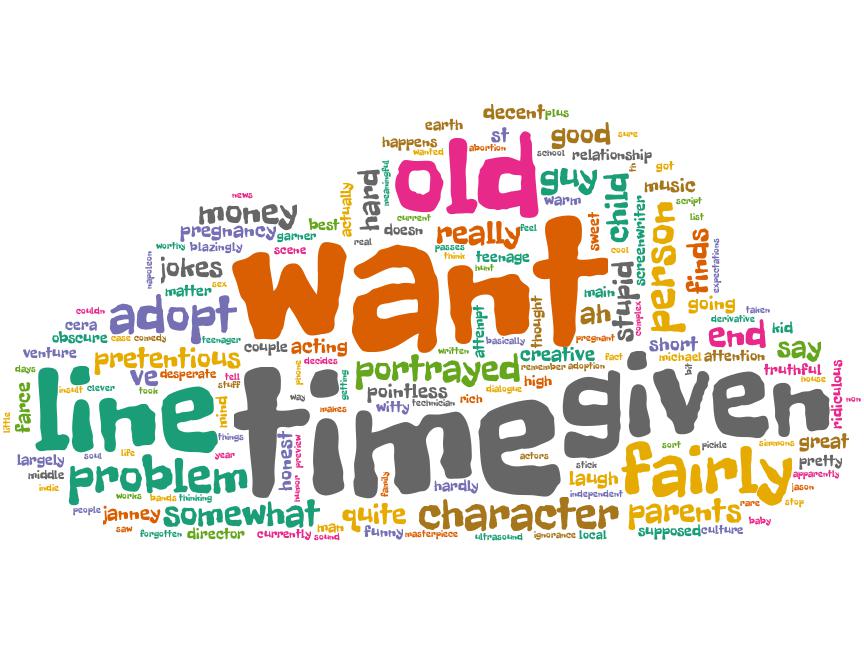 decent plus
earth st good sure
happens wanted abortion school relationship
old guy fn got
hard meaningful warm child music
news actually current script
money best doesn really feel sweet screenwriter person list
pregnancy garner real passes cool finds expectations
worthy blazingly scene think teenage
napoleon jokes sex want hunt stupid
matter main going
couldn adopt attempt thought ah complex taken
cera basically pregnant derivative kid
obscure case comedy teenager couple acting written creative fact short end say
venture pretentious decides portrayed remember adoption michael attention truthful
days ve desperate tell phone getting high bit house
farce insult clever took stuff way pointless dialogue rich ridiculous non
little line mind time makes witty technician given
things honest preview actors sort pickle simmons great
largely soul life year humor stick laugh fairly pretty
middle problem family hardly independent apparently
indie works bands thinking jason
people janney somewhat quite character parents rare stop
saw man baby
forgotten director currently sound funny masterpiece ultrasound ignorance local supposed culture